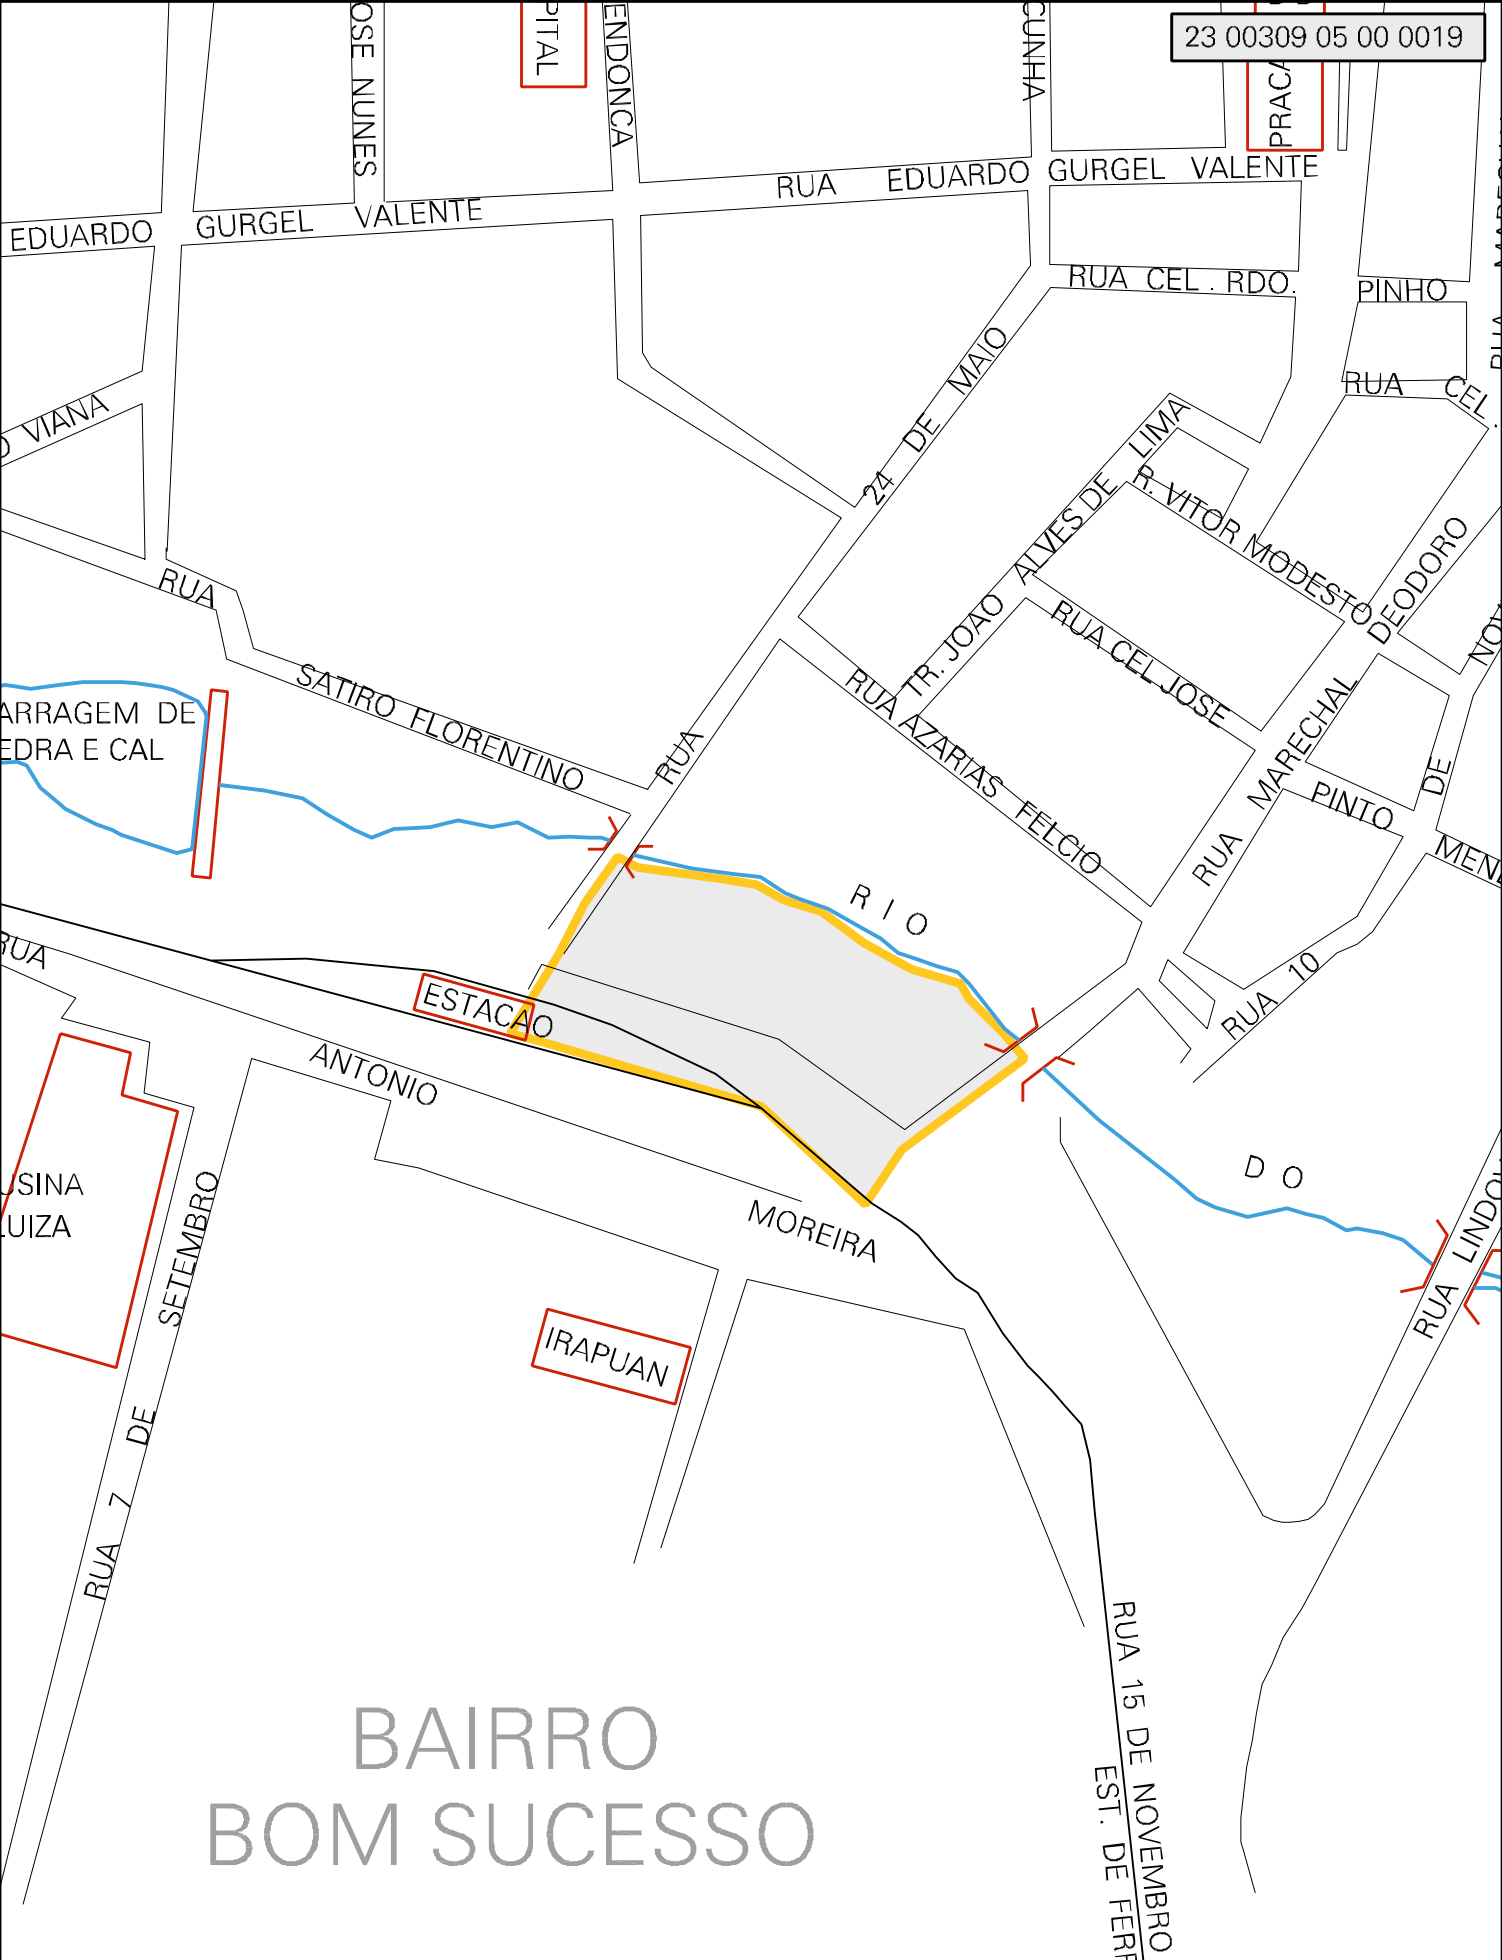 23 00309 05 00 0019
OSE NUNES
PITAL
ENDONCA
CUNHA
PRACA
EDUARDO GURGEL VALENTE
RUA EDUARDO GURGEL VALENTE
RUA CEL . RDO. PINHO
RUA CEL .
O VIANA
RUA 24 DE MAIO
TR. JOAO ALVES DE LIMA
R. VITOR MODESTO
RUA MARECHAL DEODORO
RUA CEL JOSE
PINTO
MEN
RUA SATIRO FLORENTINO
RUA AZARIAS FELCIO
ARRAGEM DE
EDRA E CAL
DE
NOV
RIO
DO
RUA 10
RUA
ANTONIO
MOREIRA
ESTACAO
USINA
LUIZA
RUA 7 DE SETEMBRO
IRAPUAN
RUA LINDO
RUA 15 DE NOVEMBRO
EST. DE FERR
BAIRRO
BOM SUCESSO